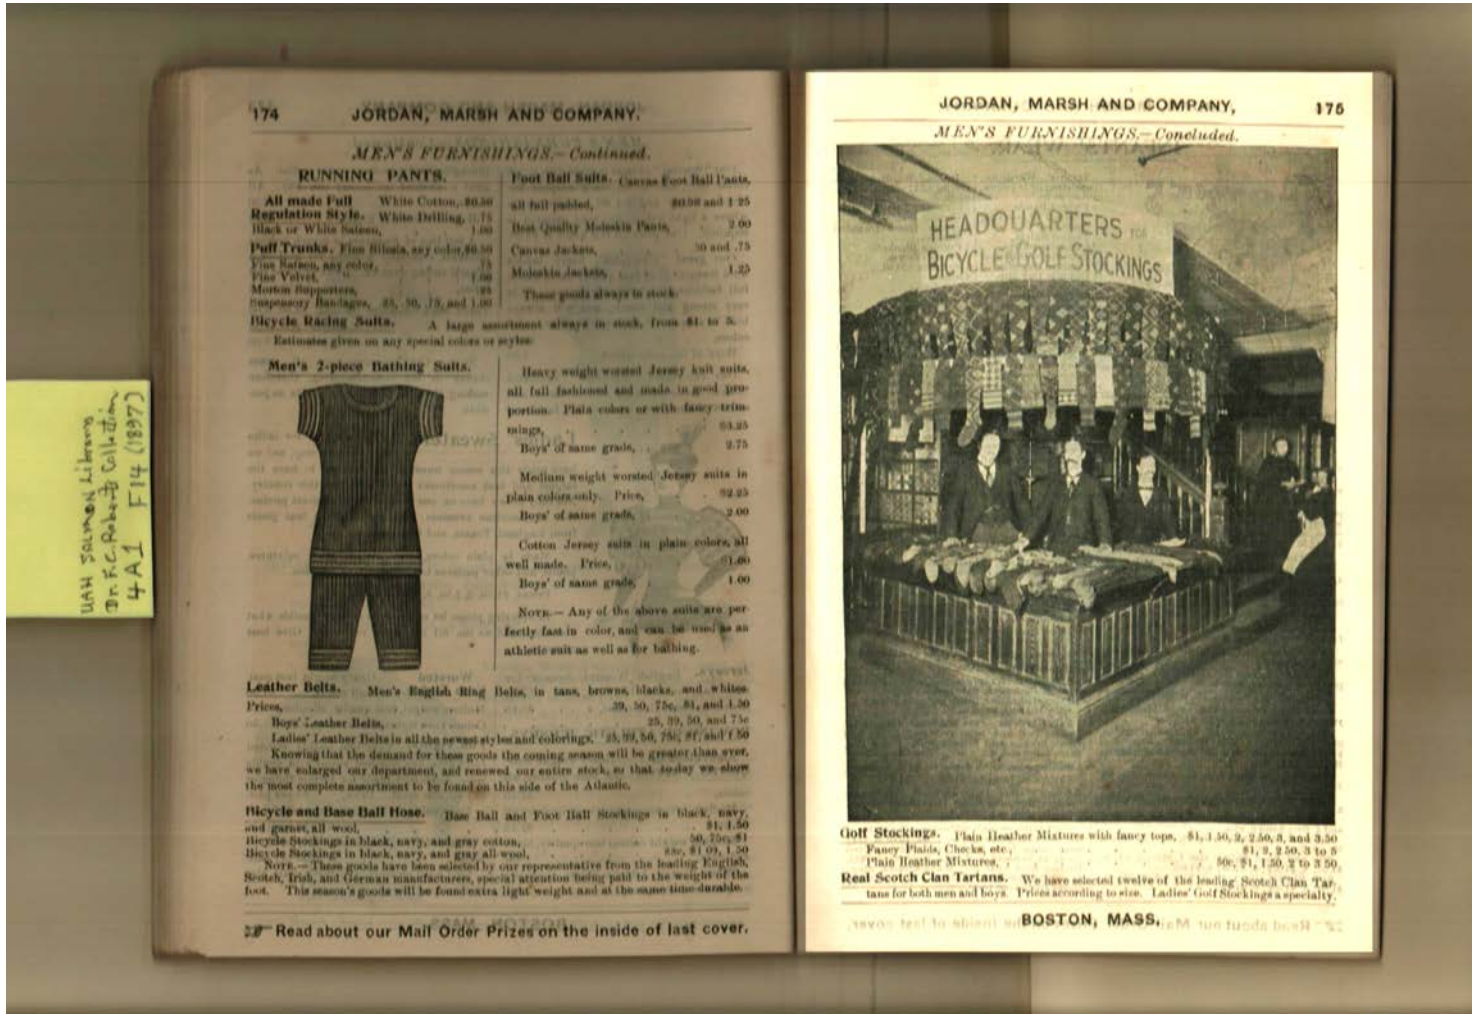 UAH SALMON Library
Dr. F.C. Roberts Collection
4A1 F14 (1897)
174 JORDAN, MARSH AND COMPANY.
MEN'S FURNISHINGS.—Continued.
RUNNING PANTS.
All made Full White Cotton, $0.50
Regulation Style. White Drilling, .75
Black or White Sateen, 1.00
Puff Trunks. Fine Silesia, any color, $0.50
Fine Sateen, any color, .75
Fine Velvet, 1.00
Morton Supporters, .25
Suspensory Bandages, 25, .50, .75, and 1.00
Foot Ball Suits. Canvas Foot Ball Pants,
all full padded, $0.98 and 1 25
Best Quality Moleskin Pants, 2.00
Canvas Jackets, 50 and .75
Moleskin Jackets, 1.25
These goods always in stock.
Bicycle Racing Suits. A large assortment always in stock, from $1. to 5.
Estimates given on any special colors or styles.
Men's 2-piece Bathing Suits.
Heavy weight worsted Jersey knit suits,
all full fashioned and made in good pro-
portion. Plain colors or with fancy trim-
mings, $3.25
Boys' of same grade, 2.75
Medium weight worsted Jersey suits in
plain colors only. Price, $2.25
Boys' of same grade, 2.00
Cotton Jersey suits in plain colors, all
well made. Price, $1.00
Boys' of same grade, 1.00
NOTE.—Any of the above suits are per-
fectly fast in color, and can be used as an
athletic suit as well as for bathing.
Leather Belts. Men's English Ring Belts, in tans, browns, blacks, and whites
Prices, .39, 50, 75c, $1, and 1.50
Boys' Leather Belts, 25, 39, 50, and 75c
Ladies' Leather Belts in all the newest styles and colorings, 25, 39, 50, 75c, $1, and 1 50
Knowing that the demand for these goods the coming season will be greater than ever,
we have enlarged our department, and renewed our entire stock, so that to-day we show
the most complete assortment to be found on this side of the Atlantic.
Bicycle and Base Ball Hose. Base Ball and Foot Ball Stockings in black, navy,
and garnet, all wool, $1, 1.50
Bicycle Stockings in black, navy, and gray cotton, 50, 75c, $1
Bicycle Stockings in black, navy, and gray all wool, 1.50
NOTE.—These goods have been selected by our representative from the leading English,
Scotch, Irish, and German manufacturers, special attention being paid to the weight of the
foot. This season's goods will be found extra light weight and at the same time durable.
Read about our Mail Order Prizes on the inside of last cover.
JORDAN, MARSH AND COMPANY, 175
MEN'S FURNISHINGS.—Concluded.
HEADQUARTERS FOR
BICYCLE & GOLF STOCKINGS
Golf Stockings. Plain Heather Mixtures with fancy tops, $1, 1.50, 2, 2.50, 3, and 3.50
Fancy Plaids, Checks, etc., $1, 2, 2.50, 3 to 5
Plain Heather Mixtures, 50c, $1, 1.50, 2 to 3 50
Real Scotch Clan Tartans. We have selected twelve of the leading Scotch Clan Tar-
tans for both men and boys. Prices according to size. Ladies' Golf Stockings a specialty.
BOSTON, MASS.